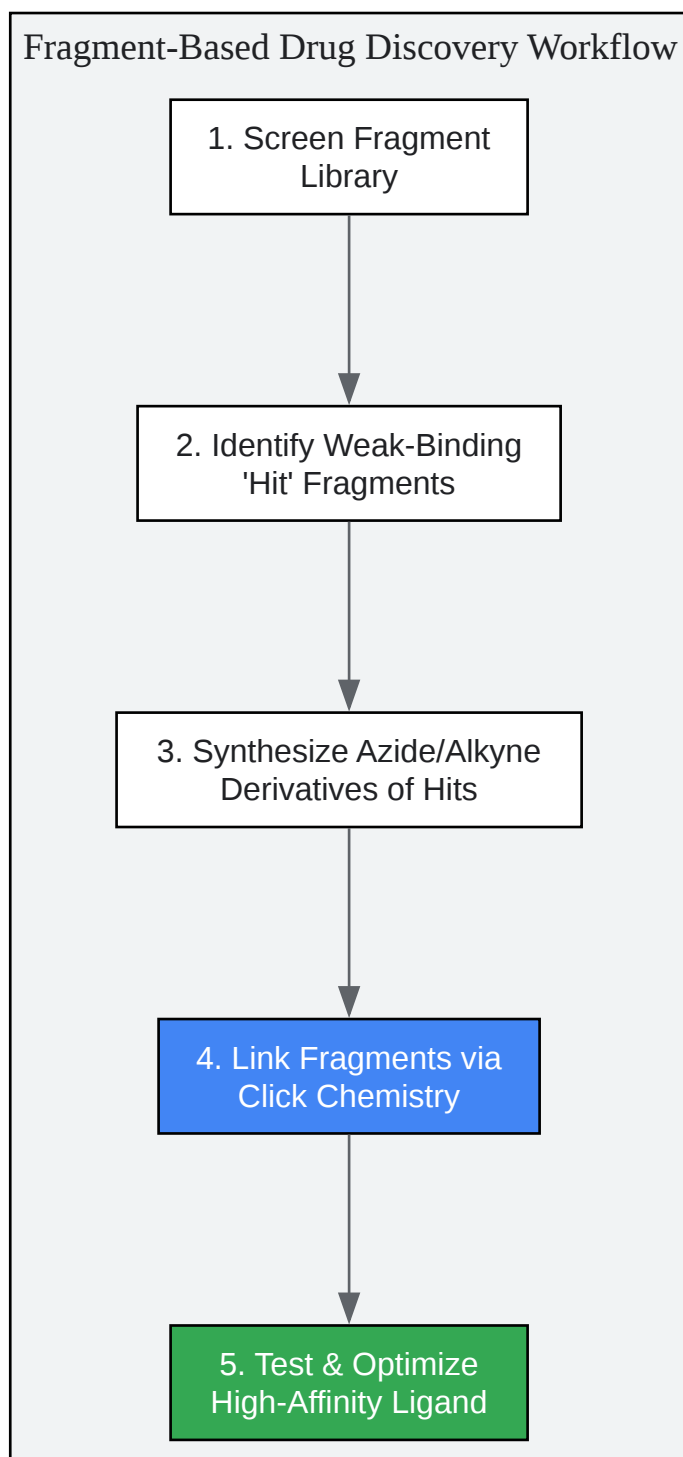 Fragment-Based Drug Discovery Workflow
1. Screen Fragment
Library
2. Identify Weak-Binding
'Hit' Fragments
3. Synthesize Azide/Alkyne
Derivatives of Hits
4. Link Fragments via
Click Chemistry
5. Test & Optimize
High-Affinity Ligand